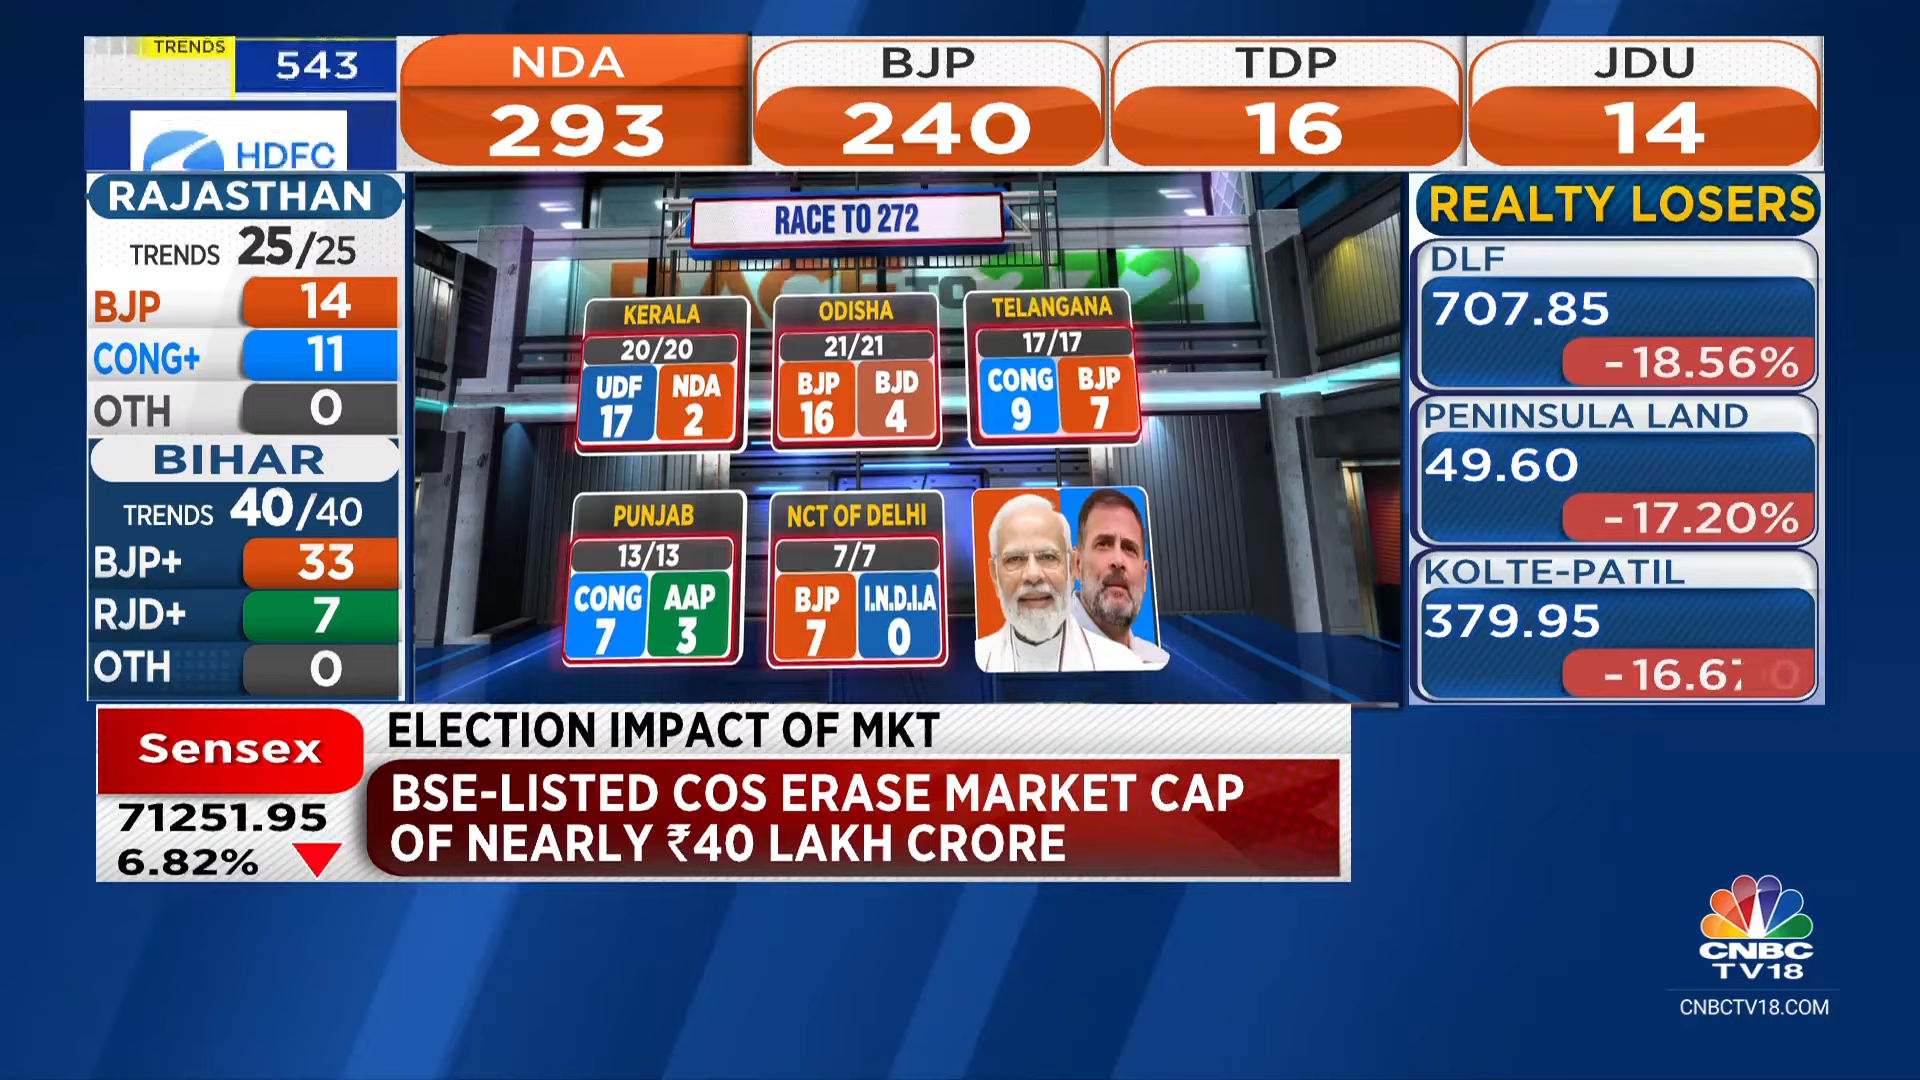 TRENDS
543
HDFC
NDA
293
BJP
240
TDP
16
JDU
14
RAJASTHAN
TRENDS 25/25
BJP 14
CONG+ 11
OTH 0
BIHAR
TRENDS 40/40
BJP+ 33
RJD+ 7
OTH 0
RACE TO 272
RACE TO 272
KERALA
20/20
UDF NDA
17 2
ODISHA
21/21
BJP BJD
16 4
TELANGANA
17/17
CONG BJP
9 7
PUNJAB
13/13
CONG AAP
7 3
NCT OF DELHI
7/7
BJP I.N.D.I.A
7 0
REALTY LOSERS
DLF
707.85
-18.56%
PENINSULA LAND
49.60
-17.20%
KOLTE-PATIL
379.95
-16.6
Sensex
71251.95
6.82%
ELECTION IMPACT OF MKT
BSE-LISTED COS ERASE MARKET CAP
OF NEARLY ₹40 LAKH CRORE
CNBC
TV18
CNBCTV18.COM